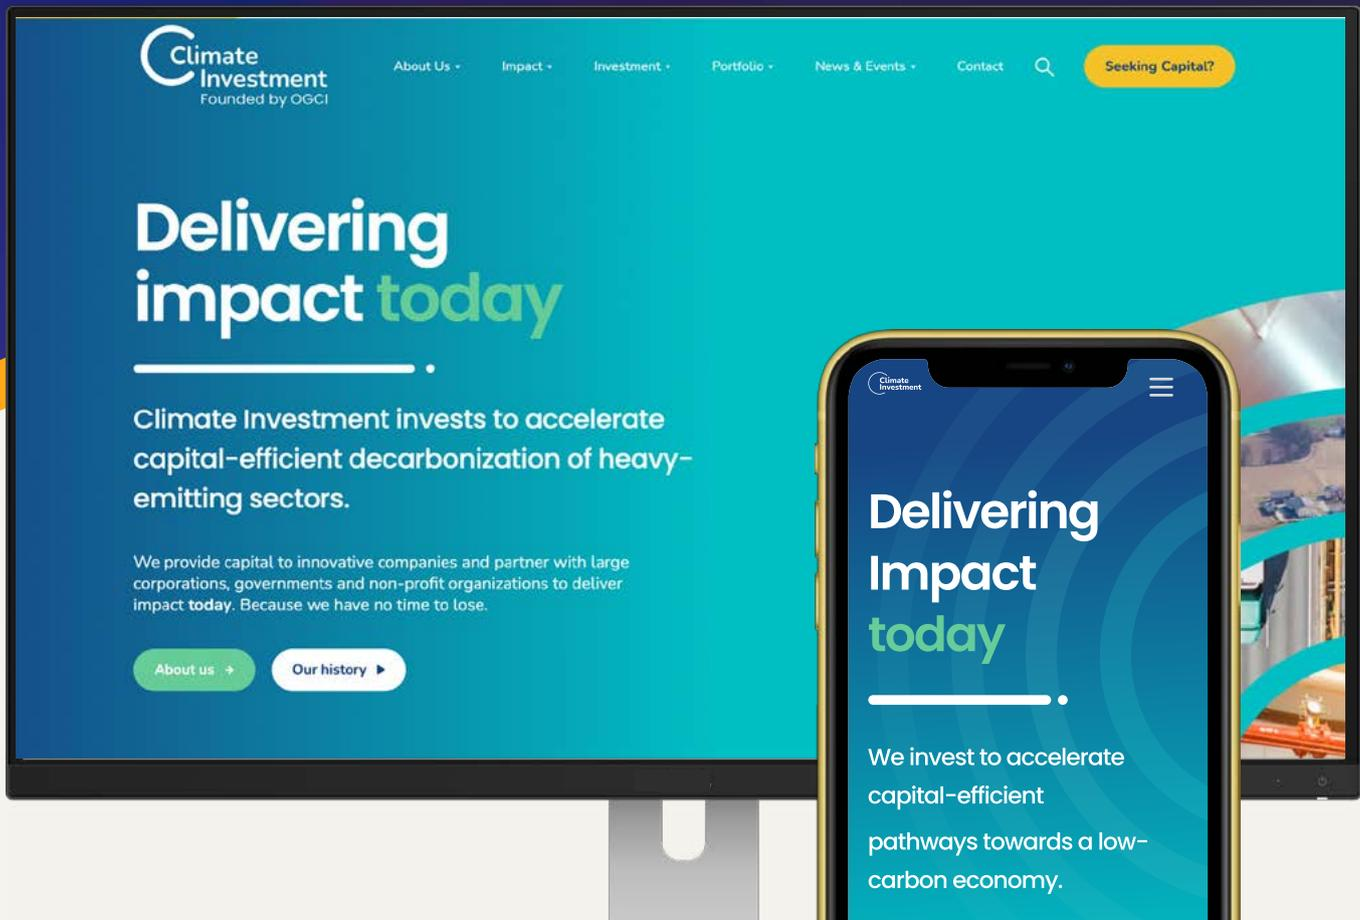 Climate
Investment
Founded by OGCI
About Us
Impact
Investment
Portfolio
News & Events
Contact
Seeking Capital?
Delivering
impact today
Climate Investment invests to accelerate
capital-efficient decarbonization of heavy-
emitting sectors.
We provide capital to innovative companies and partner with large
corporations, governments and non-profit organizations to deliver
impact today. Because we have no time to lose.
About us →
Our history ▶
Climate
Investment
Delivering
Impact
today
We invest to accelerate
capital-efficient
pathways towards a low-
carbon economy.